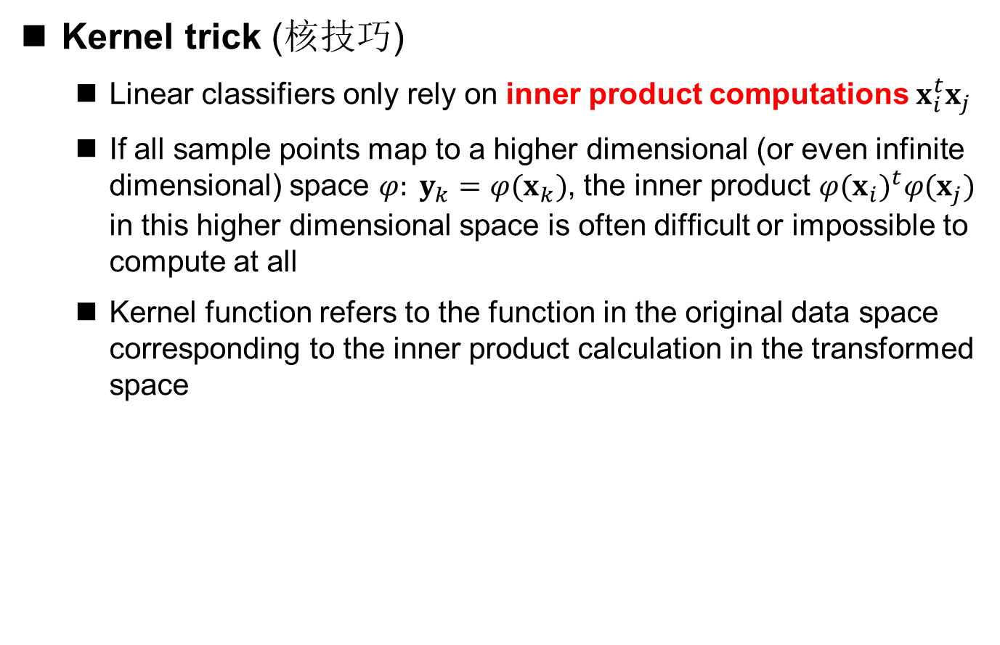 ■ Kernel trick (核技巧)
■ Linear classifiers only rely on inner product computations $\mathbf{x}_i^t\mathbf{x}_j$
■ If all sample points map to a higher dimensional (or even infinite
dimensional) space $\varphi$: $\mathbf{y}_k = \varphi(\mathbf{x}_k)$, the inner product $\varphi(\mathbf{x}_i)^t\varphi(\mathbf{x}_j)$
in this higher dimensional space is often difficult or impossible to
compute at all
■ Kernel function refers to the function in the original data space
corresponding to the inner product calculation in the transformed
space